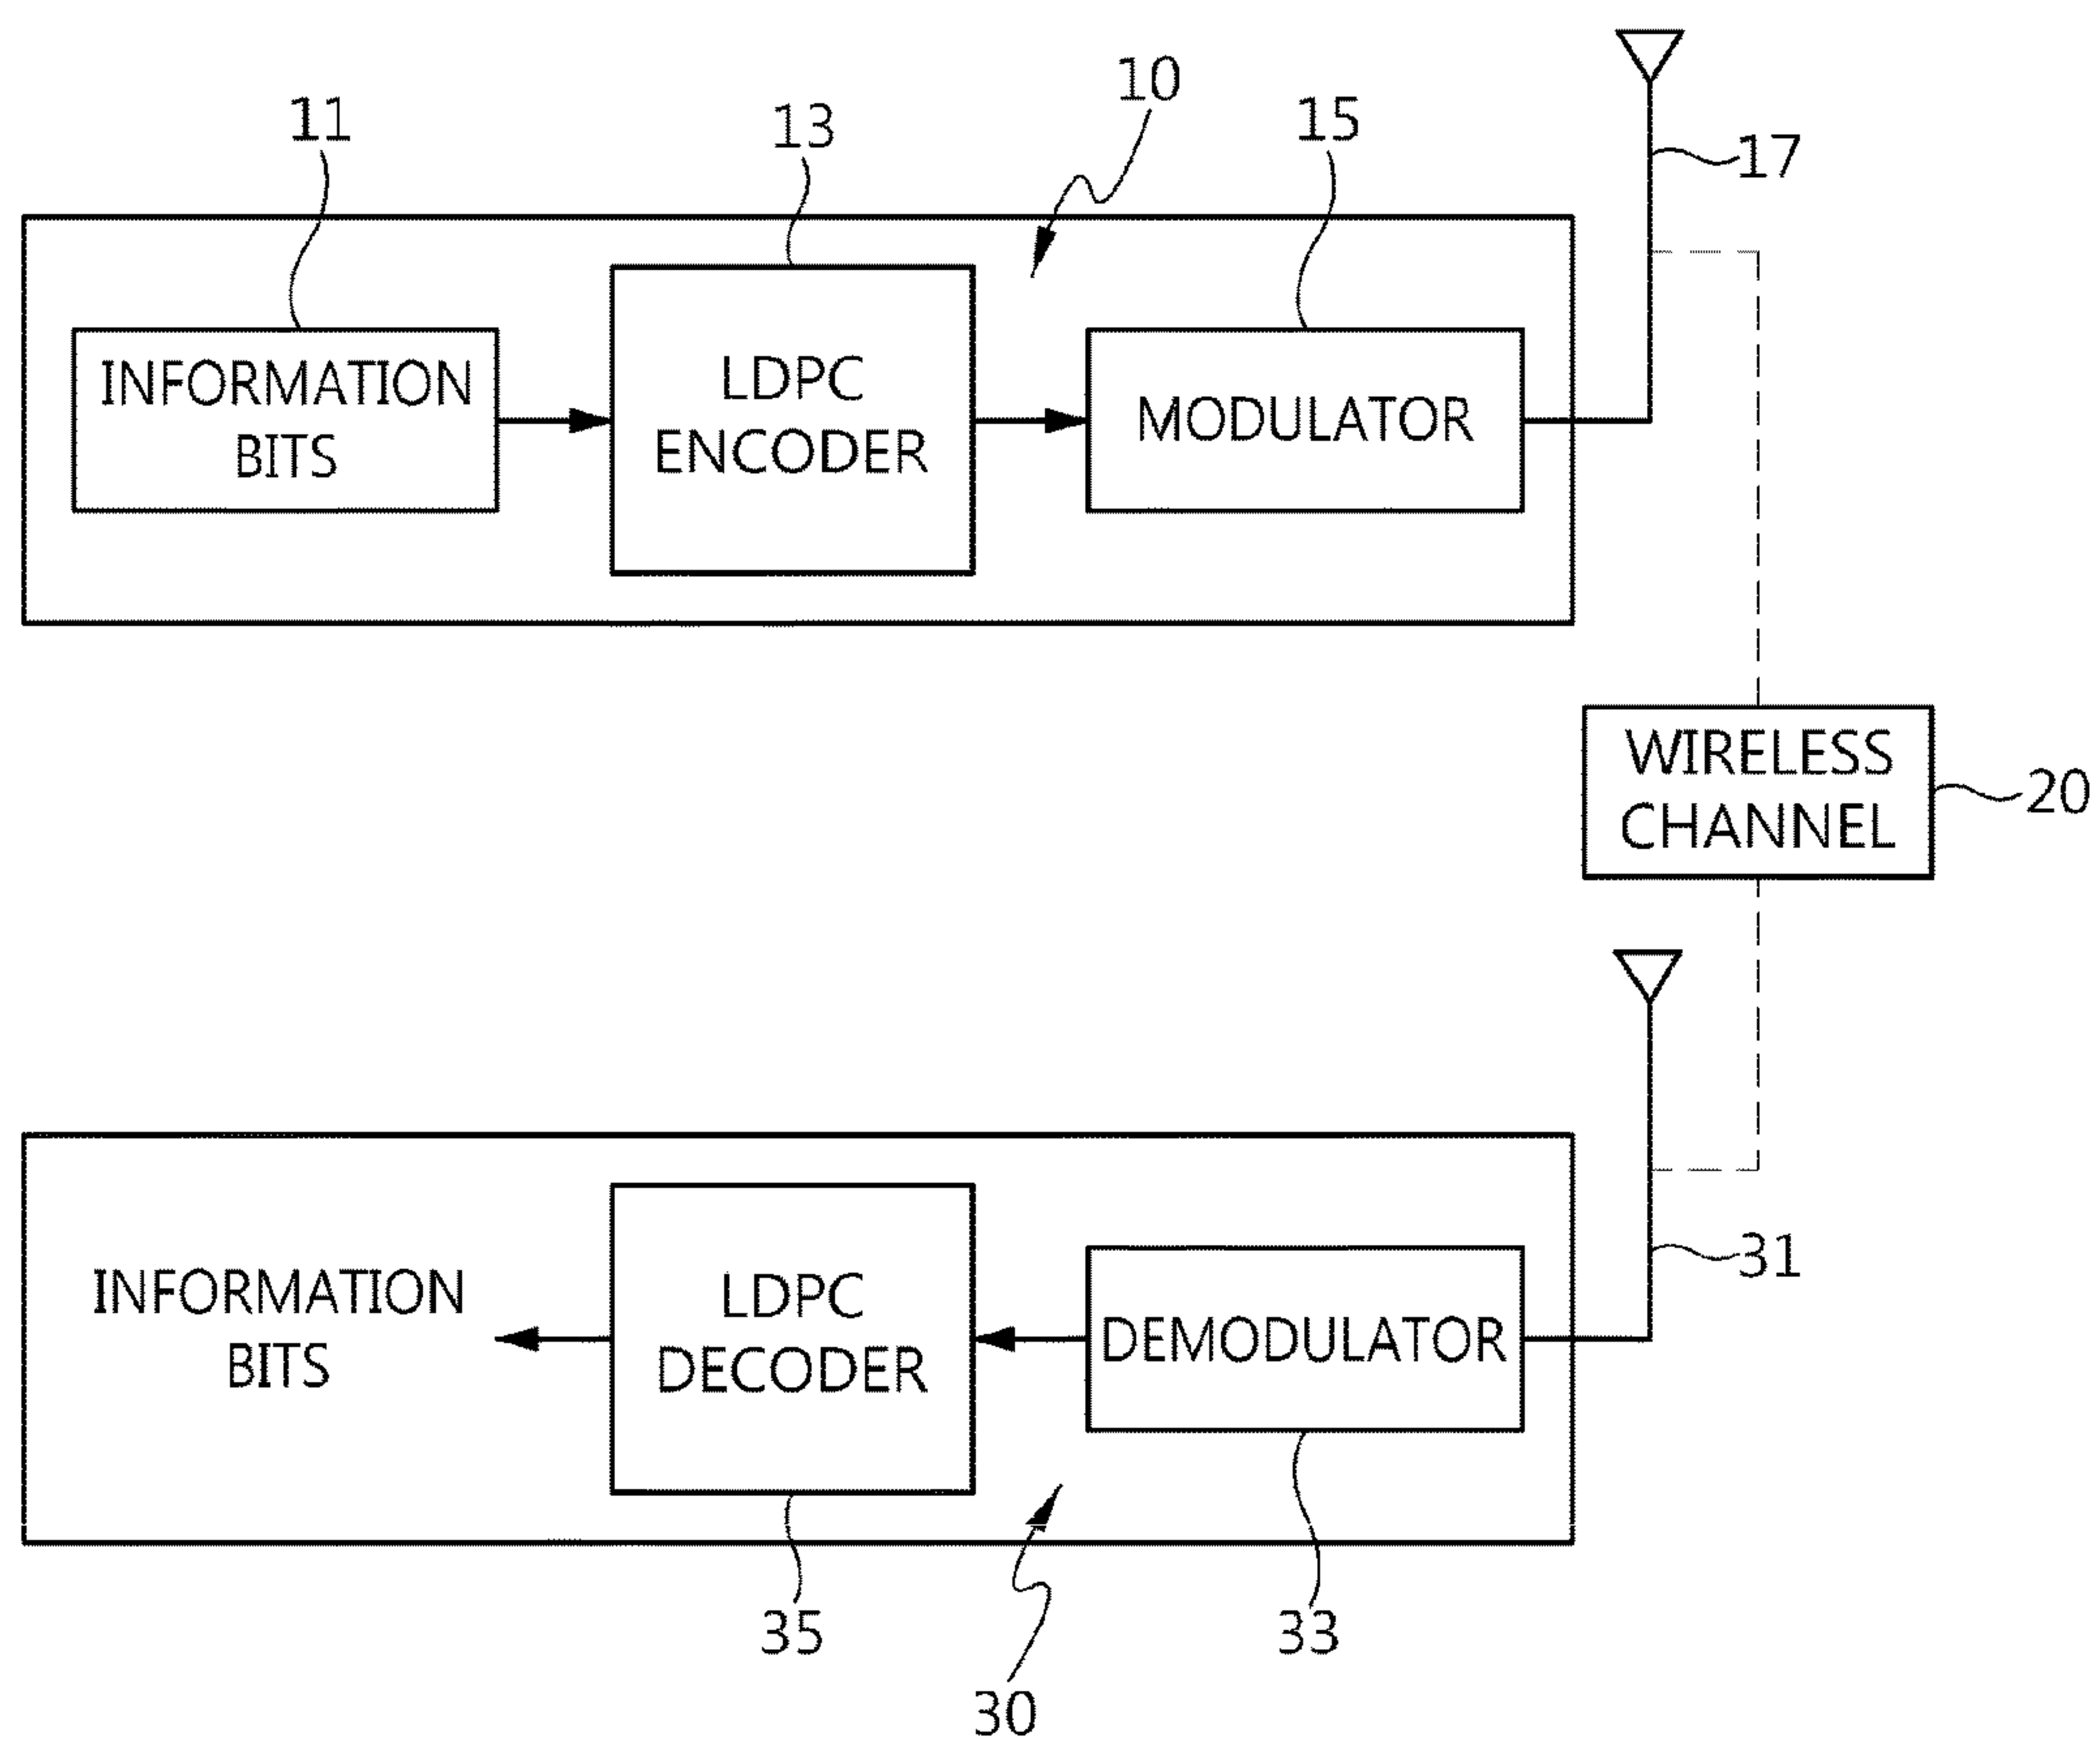 10
11
13
15
17
INFORMATION
BITS
LDPC
ENCODER
MODULATOR
WIRELESS
CHANNEL
20
INFORMATION
BITS
LDPC
DECODER
DEMODULATOR
31
35
33
30